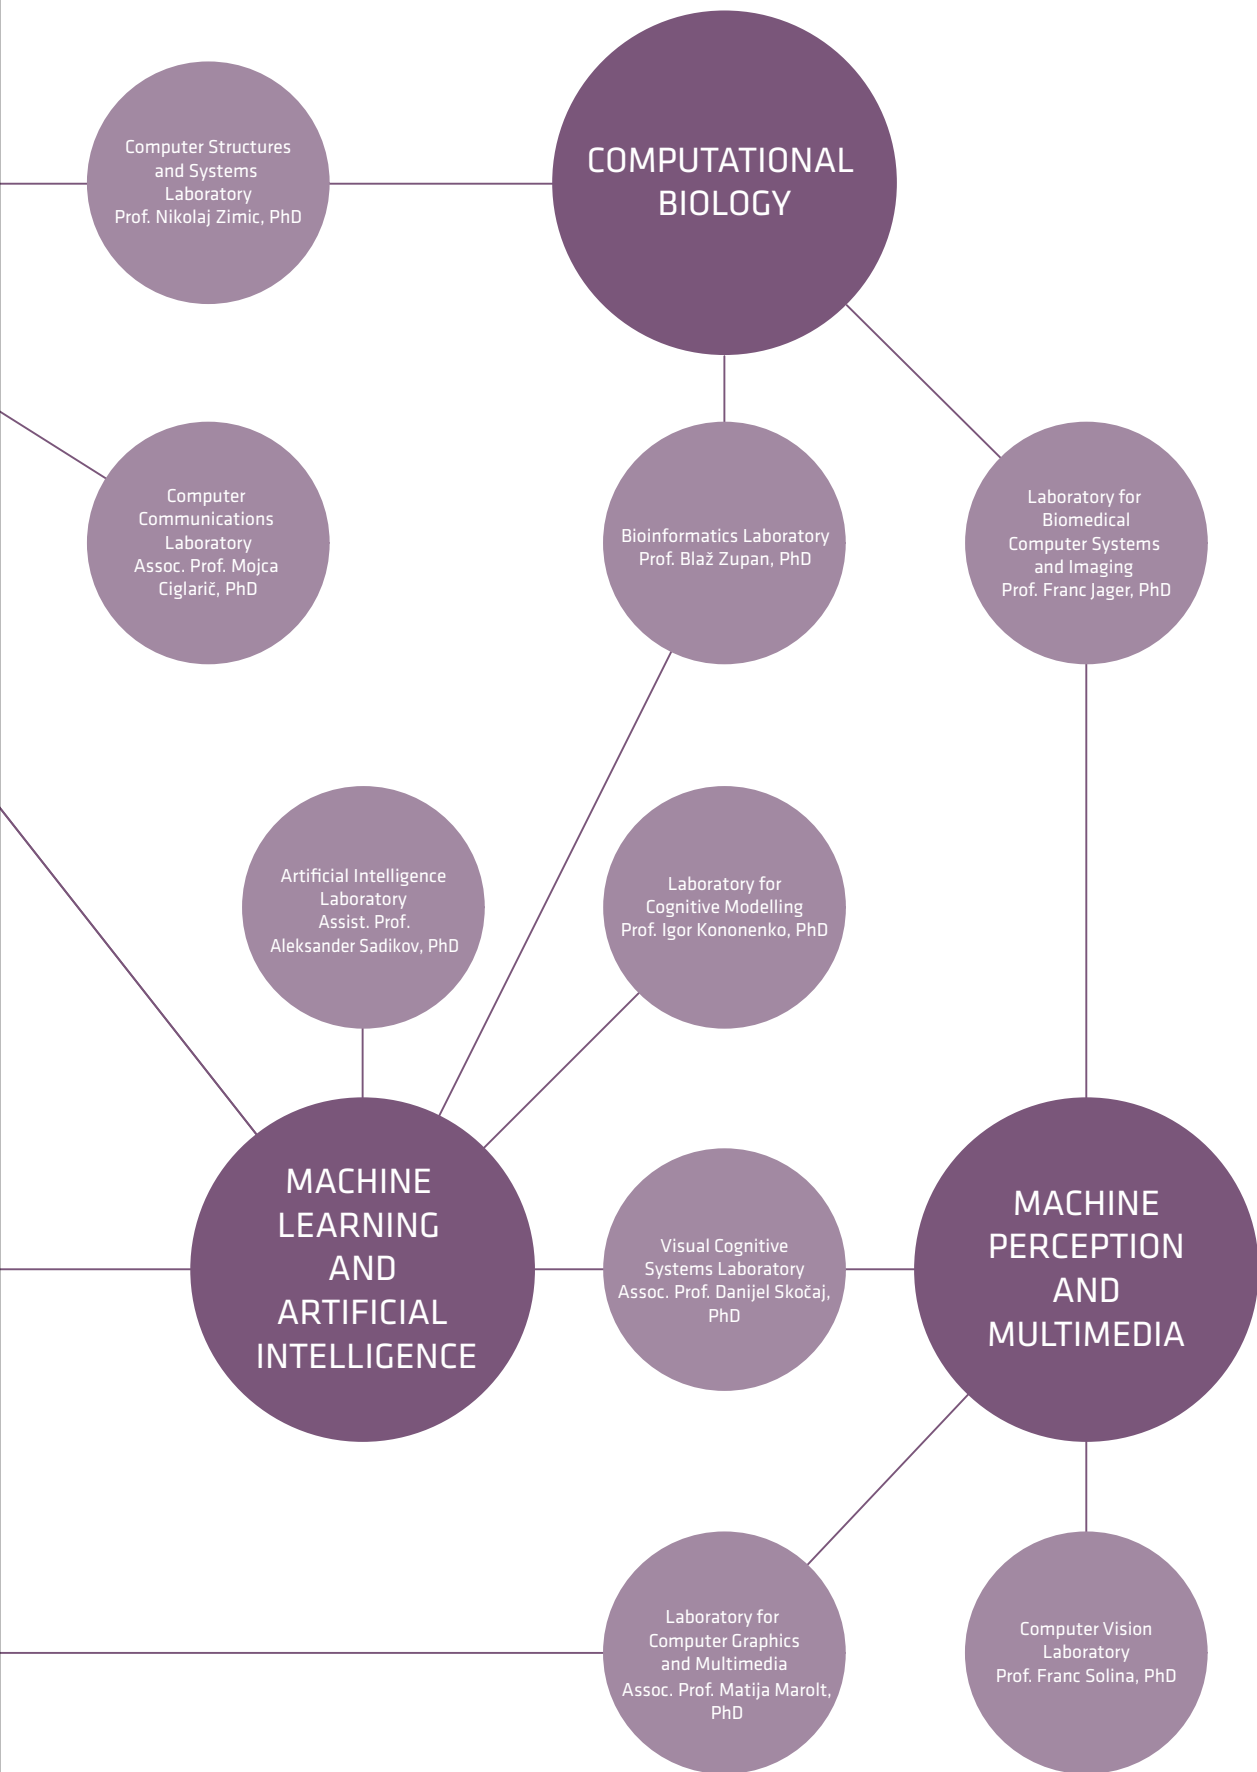 Computer Structures
and Systems
Laboratory
Prof. Nikolaj Zimic, PhD
COMPUTATIONAL
BIOLOGY
Computer
Communications
Laboratory
Assoc. Prof. Mojca
Ciglarič, PhD
Bioinformatics Laboratory
Prof. Blaž Zupan, PhD
Laboratory for
Biomedical
Computer Systems
and Imaging
Prof. Franc Jager, PhD
Artificial Intelligence
Laboratory
Assist. Prof.
Aleksander Sadikov, PhD
Laboratory for
Cognitive Modelling
Prof. Igor Kononenko, PhD
MACHINE
LEARNING
AND
ARTIFICIAL
INTELLIGENCE
Visual Cognitive
Systems Laboratory
Assoc. Prof. Danijel Skočaj,
PhD
MACHINE
PERCEPTION
AND
MULTIMEDIA
Laboratory for
Computer Graphics
and Multimedia
Assoc. Prof. Matija Marolt,
PhD
Computer Vision
Laboratory
Prof. Franc Solina, PhD